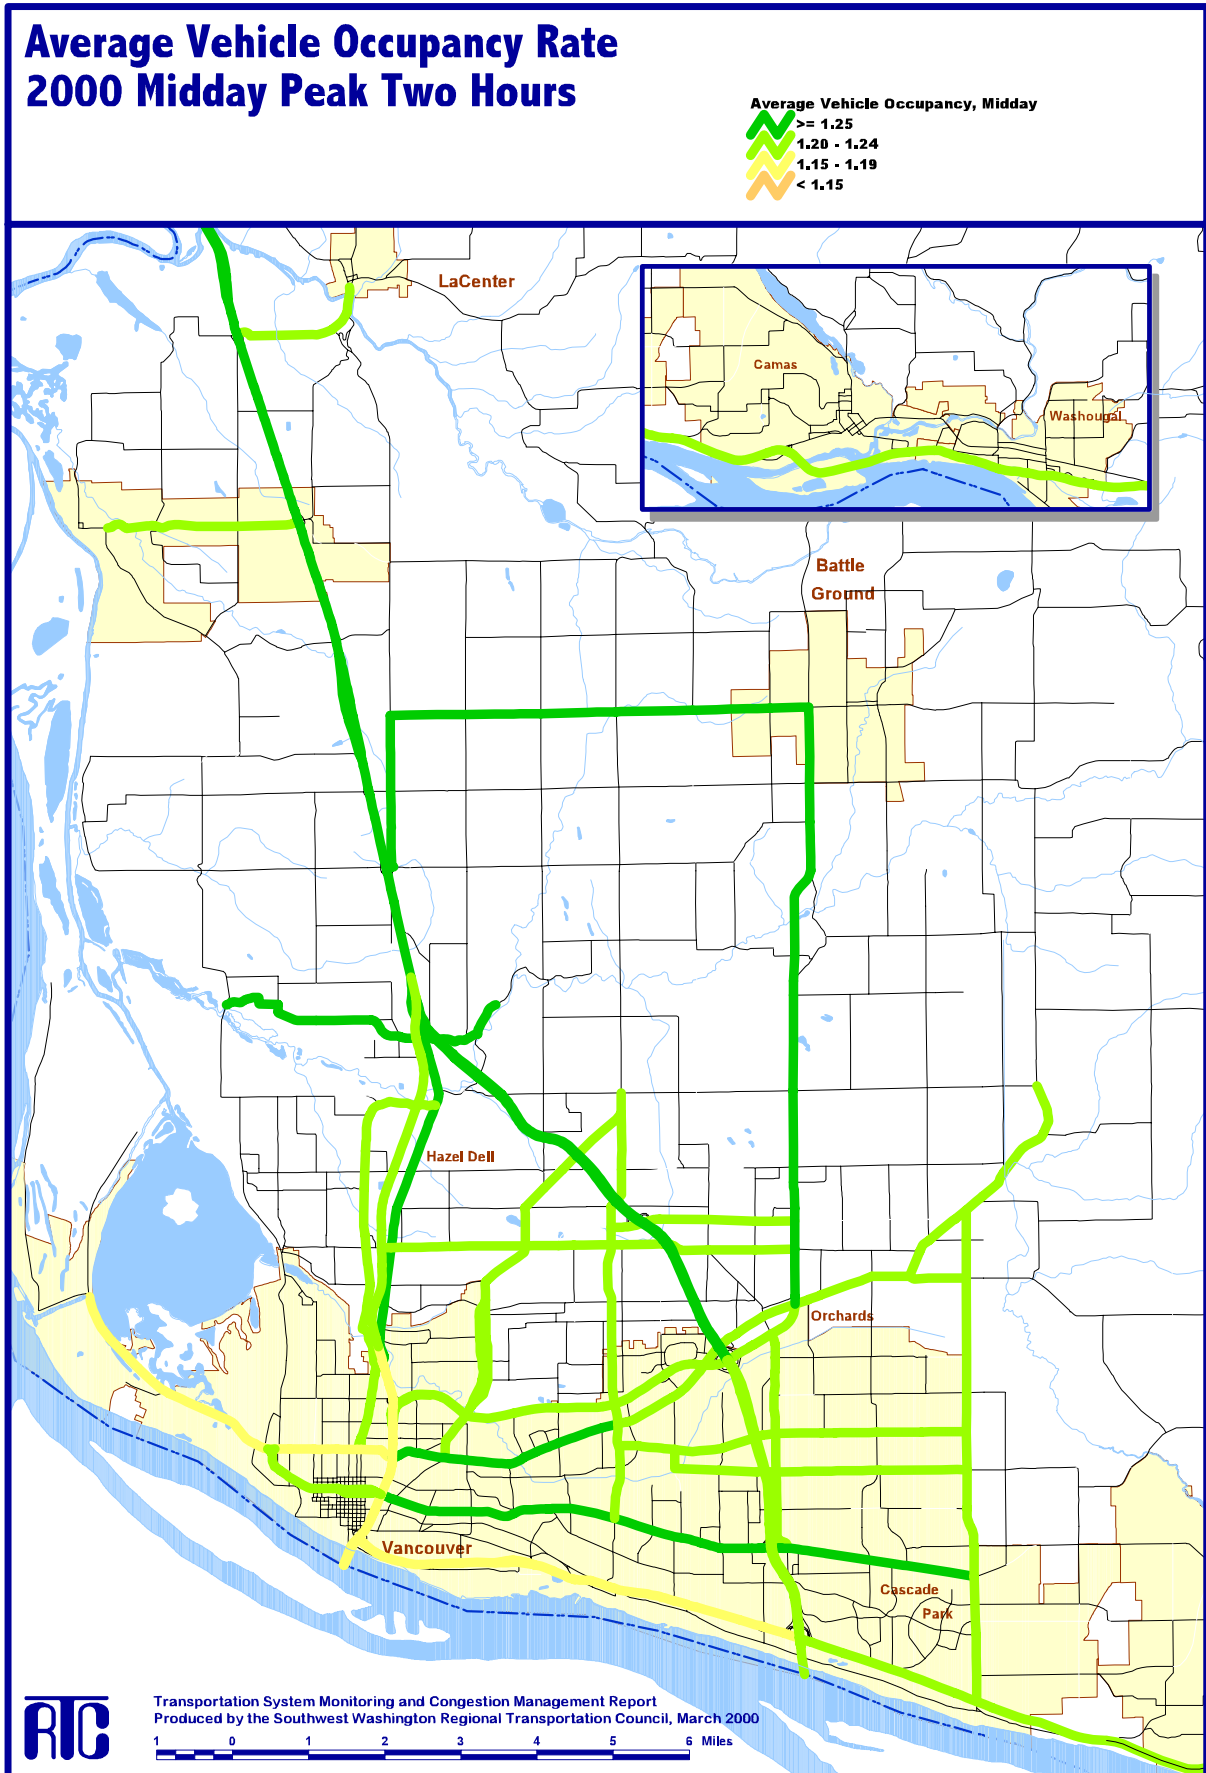 Average Vehicle Occupancy Rate
2000 Midday Peak Two Hours
Average Vehicle Occupancy, Midday
>= 1.25
1.20 - 1.24
1.15 - 1.19
< 1.15
LaCenter
Camas
Washougal
Battle
Ground
Hazel Dell
Orchards
Vancouver
Cascade
Park
RTC
Transportation System Monitoring and Congestion Management Report
Produced by the Southwest Washington Regional Transportation Council, March 2000
1 0 1 2 3 4 5 6 Miles